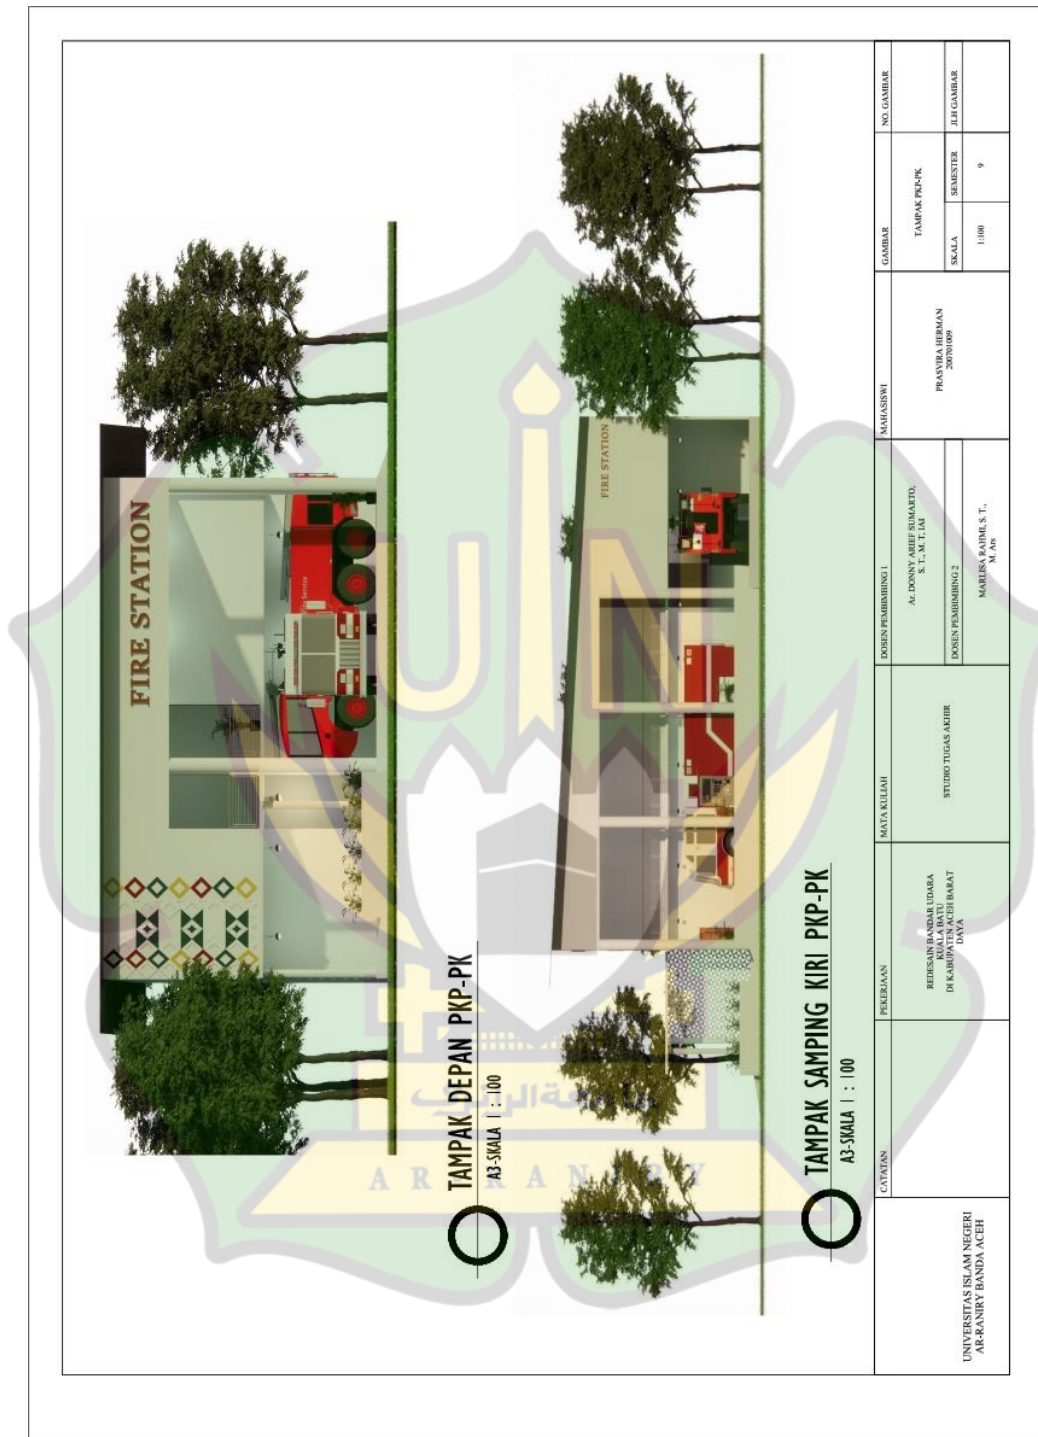 FIRE STATION
TAMPAK DEPAN PKP-PK
A3-SKALA 1 : 100
FIRE STATION
TAMPAK SAMPING KIRI PKP-PK
A3-SKALA 1 : 100
UIN
جامعة الرانري
AR-RANIRY
UNIVERSITAS ISLAM NEGERI
AR-RANIRY BANDA ACEH
CATATAN
PEKERJAAN
REDESAIN BANDAR UDARA
KUALA BATU
DI KABUPATEN ACEH BARAT
DAYA
MATA KULIAH
STUDIO TUGAS AKHIR
DOSEN PEMBIMBING 1
Ar. DONNY ARIEF SUMARTO,
S. T., M. T, IAI
DOSEN PEMBIMBING 2
MARLISA RAHMI, S. T.,
M. Ars
MAHASISWI
PRASVIRA HERMAN
200701009
GAMBAR
TAMPAK PKP-PK
SKALA
1:100
SEMESTER
9
NO. GAMBAR
JLH GAMBAR